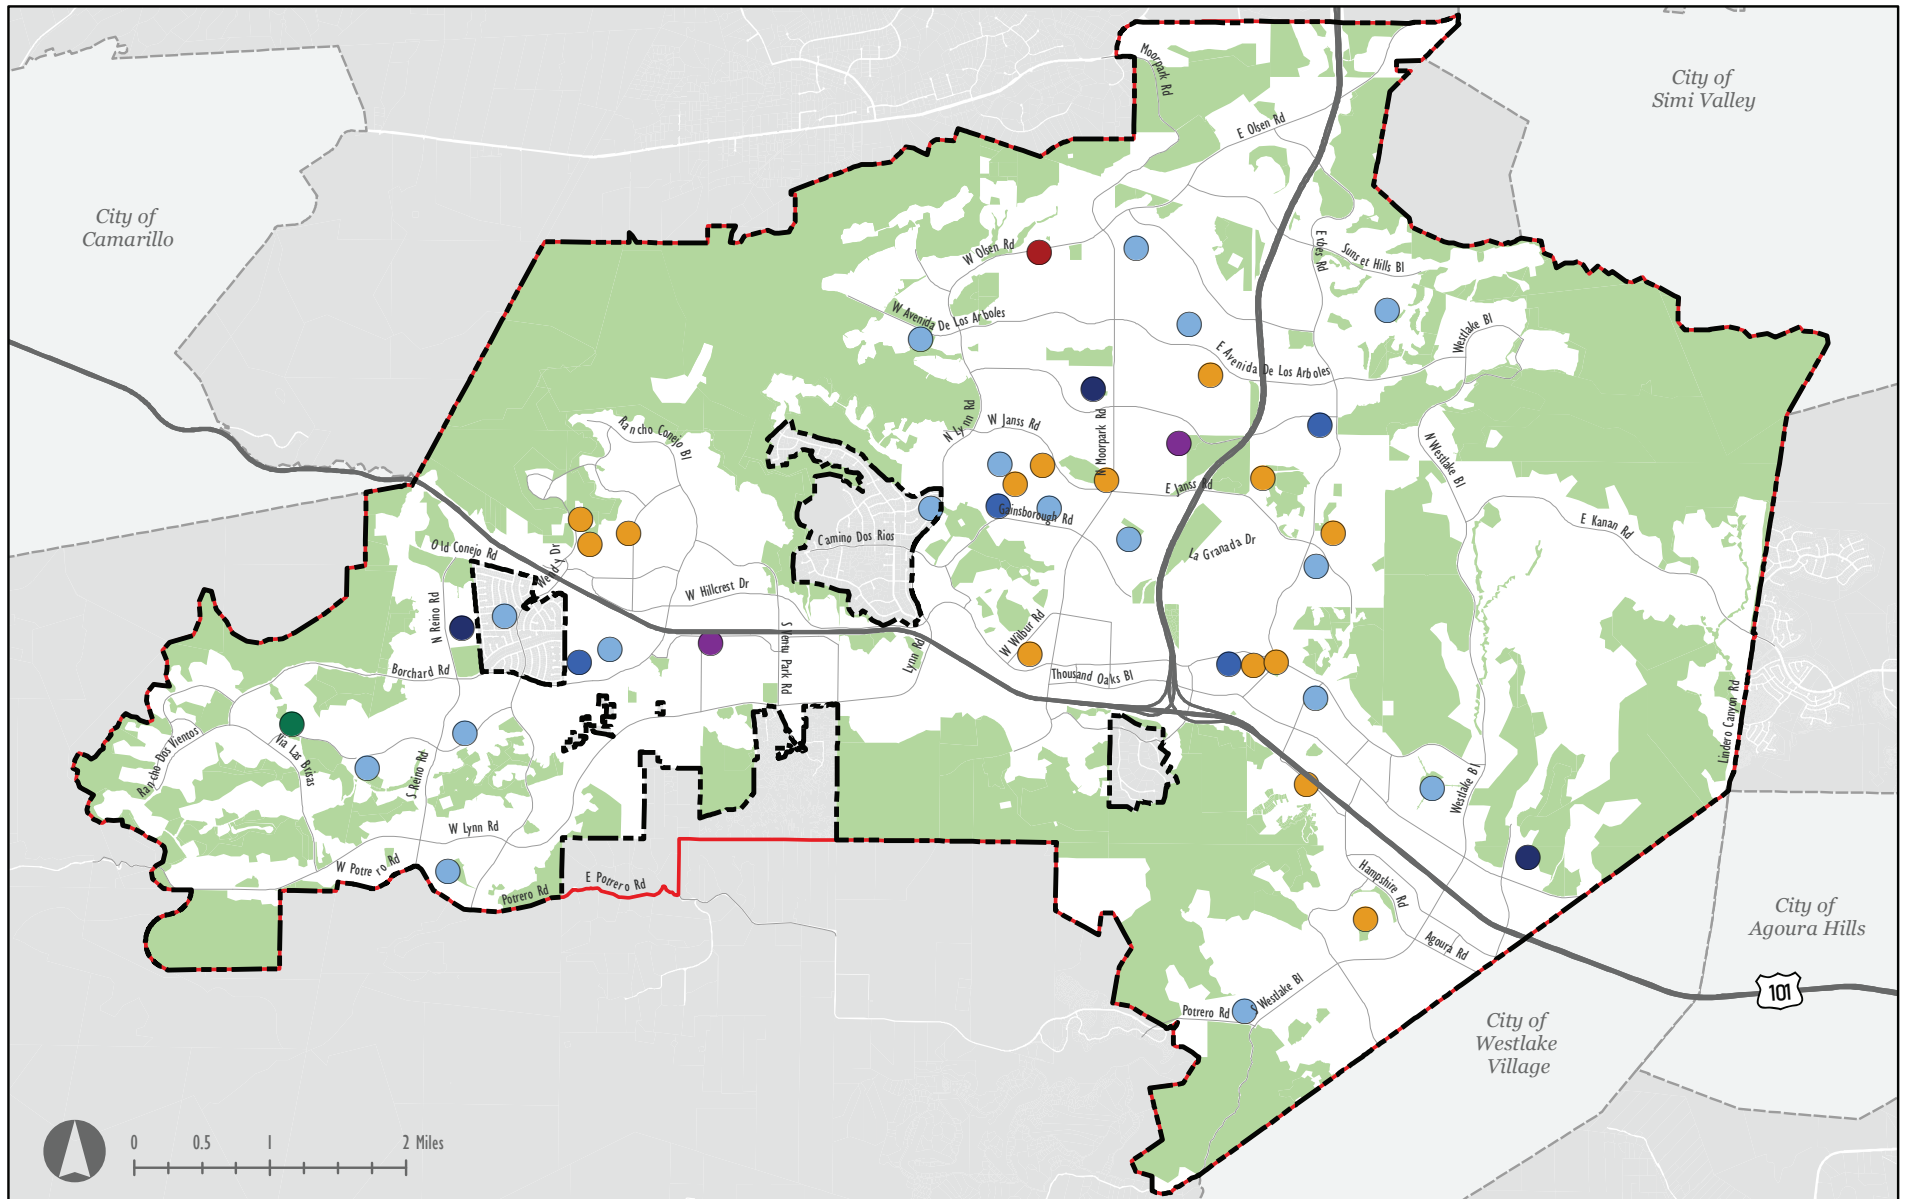 City of
Simi Valley
City of
Camarillo
Moorpark Rd
E Olsen Rd
W Olsen Rd
Erbes Rd
Sunset Hills Bl
W Avenida De Los Arboles
Westlake Bl
E Avenida De Los Arboles
Rancho Conejo Bl
N Lynn Rd
W Janss Rd
N Moorpark Rd
N Westlake Bl
E Janss Rd
Gainsborough Rd
E Kanan Rd
Camino Dos Rios
La Granada Dr
Old Conejo Rd
Wendy Dr
W Hillcrest Dr
N Reino Rd
S Ventu Park Rd
W Wilbur Rd
Lynn Rd
Borchard Rd
Thousand Oaks Bl
Lindero Canyon Rd
Rancho Dos Vientos
Via Las Brisas
S Reino Rd
Westlake Bl
W Lynn Rd
W Potrero Rd
E Potrero Rd
Potrero Rd
Hampshire Rd
Agoura Rd
City of
Agoura Hills
S Westlake Bl
Potrero Rd
101
City of
Westlake
Village
0 0.5 1 2 Miles